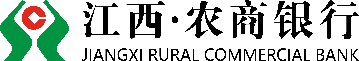 江西·农商银行
JIANGXI RURAL COMMERCIAL BANK